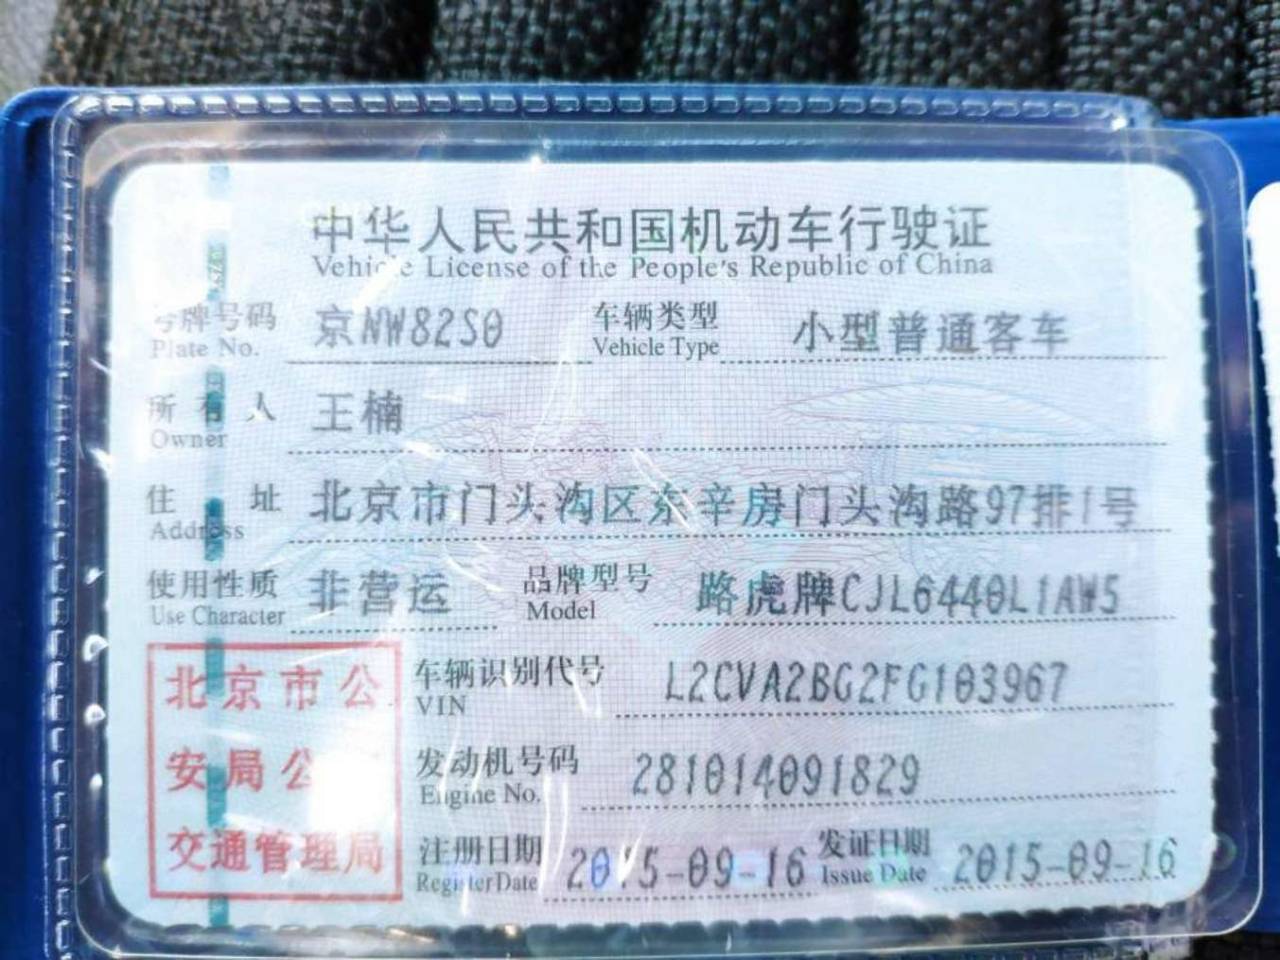 中华人民共和国机动车行驶证
Vehicle License of the People's Republic of China
号牌号码 京NW82S0 车辆类型 小型普通客车
Plate No. Vehicle Type
所有人 王楠
Owner
住址 北京市门头沟区东辛房门头沟路97排1号
Address
使用性质 非营运 品牌型号 路虎牌CJL6440L1AW5
Use Character Model
车辆识别代号 L2CVA2BG2FG103967
VIN
发动机号码 281014091829
Engine No.
注册日期 2015-09-16 发证日期 2015-09-16
Register Date Issue Date
北京市公
安局公
交通管理局